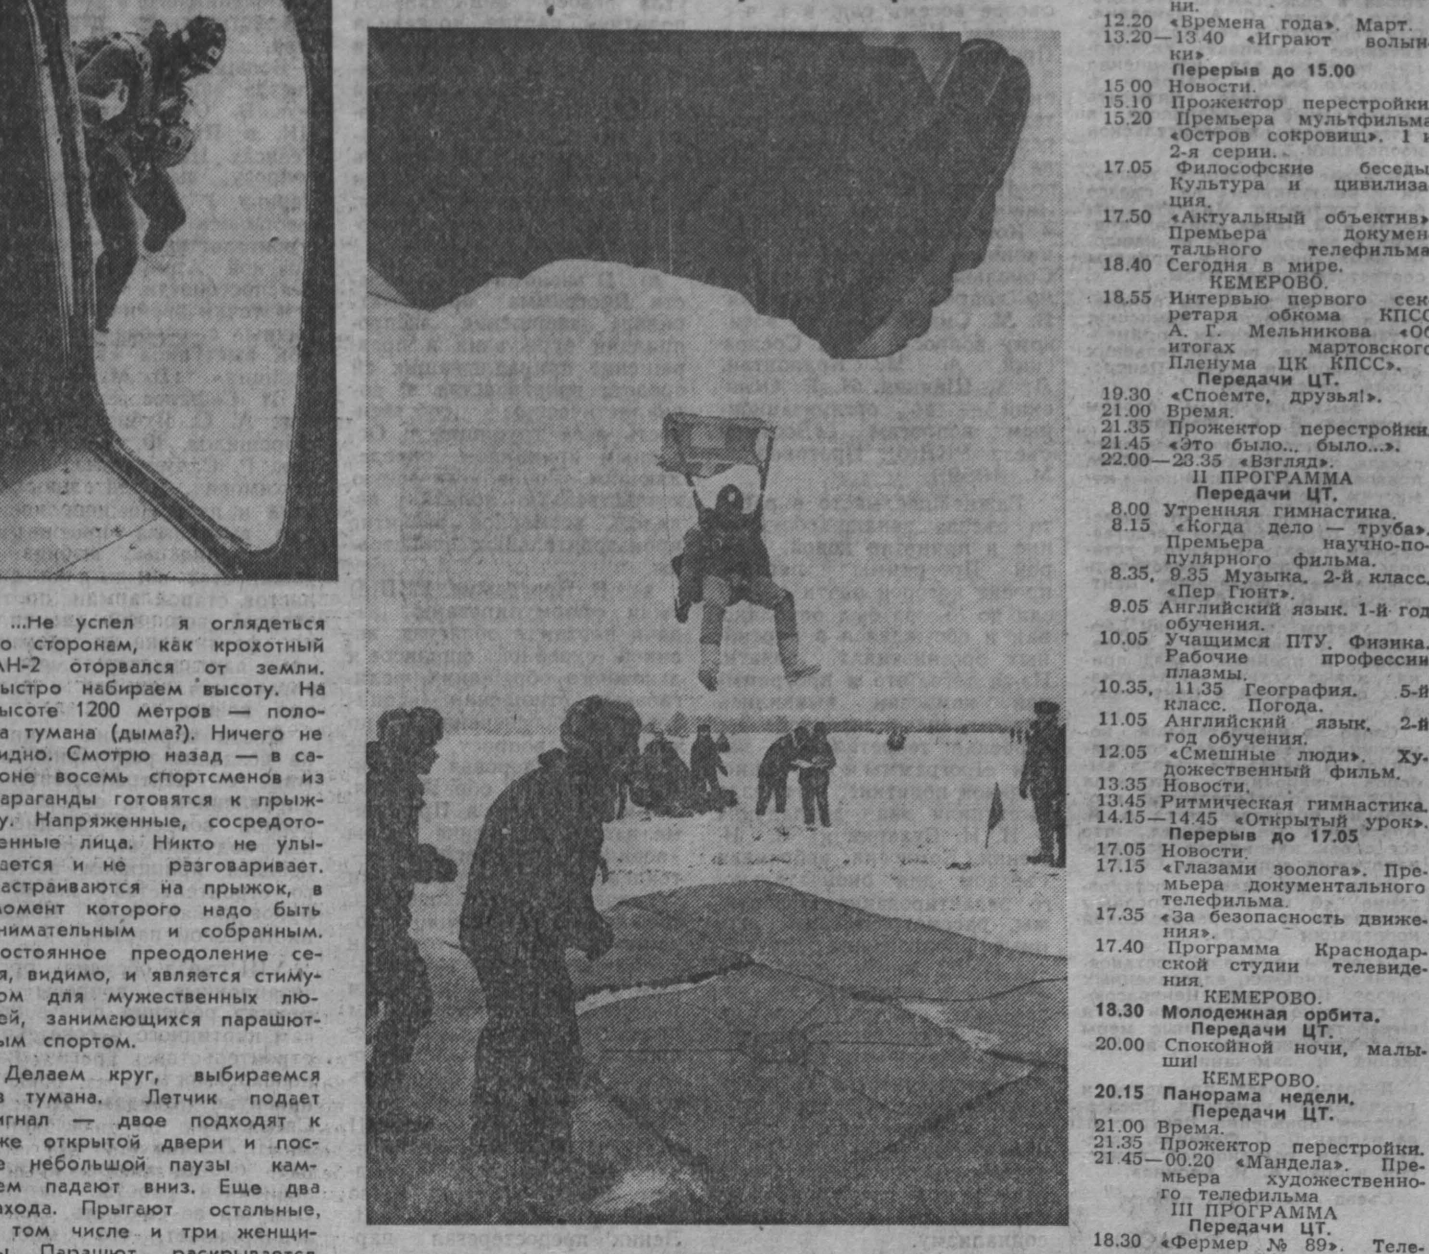 ...Не успел я оглядеться
о сторонам, как крохотный
АН-2 оторвался от земли.
ыстро набираем высоту. На
ысоте 1200 метров — поло-
а тумана (дыма?). Ничего не
идно. Смотрю назад — в са-
оне восемь спортсменов из
араганды готовятся к прыж-
у. Напряженные, сосредото-
енные лица. Никто не улы-
ается и не разговаривает.
астраиваются на прыжок, в
омент которого надо быть
нимательным и собранным.
остоянное преодоление се-
я, видимо, и является стиму-
ом для мужественных лю-
ей, занимающихся парашют-
ым спортом.
Делаем круг, выбираемся
з тумана. Летчик подает
игнал — двое подходят к
же открытой двери и пос-
е небольшой паузы кам-
ем падают вниз. Еще два
ахода. Прыгают остальные,
том числе и три женщи-
ы. Парашют раскрывается
ни.
12.20 «Времена года». Март.
13.20—13.40 «Играют волын-
ки».
Перерыв до 15.00
15 00 Новости.
15.10 Прожектор перестройки
15.20 Премьера мультфильма
«Остров сокровищ». 1 и
2-я серии.
17.05 Философские беседы
Культура и цивилиза
ция.
17.50 «Актуальный объектив»
Премьера докумен
тального телефильма
18.40 Сегодня в мире.
КЕМЕРОВО.
18.55 Интервью первого сек
ретаря обкома КПСС
А. Г. Мельникова «Об
итогах мартовского
Пленума ЦК КПСС».
Передачи ЦТ.
19.30 «Споемте, друзья!».
21.00 Время.
21.35 Прожектор перестройки.
21.45 «Это было... было...».
22.00—23.35 «Взгляд».
II ПРОГРАММА
Передачи ЦТ.
8.00 Утренняя гимнастика.
8.15 «Когда дело — труба».
Премьера научно-по-
пулярного фильма.
8.35, 9.35 Музыка. 2-й класс.
«Пер Гюнт».
9.05 Английский язык. 1-й год
обучения.
10.05 Учащимся ПТУ. Физика.
Рабочие профессии
плазмы.
10.35, 11.35 География. 5-й
класс. Погода.
11.05 Английский язык. 2-й
год обучения.
12.05 «Смешные люди». Ху-
дожественный фильм.
13.35 Новости.
13.45 Ритмическая гимнастика.
14.15—14.45 «Открытый урок».
Перерыв до 17.05
17.05 Новости.
17.15 «Глазами зоолога». Пре-
мьера документального
телефильма.
17.35 «За безопасность движе-
ния».
17.40 Программа Краснодар-
ской студии телевиде-
ния.
КЕМЕРОВО.
18.30 Молодежная орбита.
Передачи ЦТ.
20.00 Спокойной ночи, малы-
ши!
КЕМЕРОВО.
20.15 Панорама недели.
Передачи ЦТ.
21.00 Время.
21.35 Прожектор перестройки.
21.45—00.20 «Мандела». Пре-
мьера художественно-
го телефильма
III ПРОГРАММА
Передачи ЦТ.
18.30 «Фермер № 89». Теле-